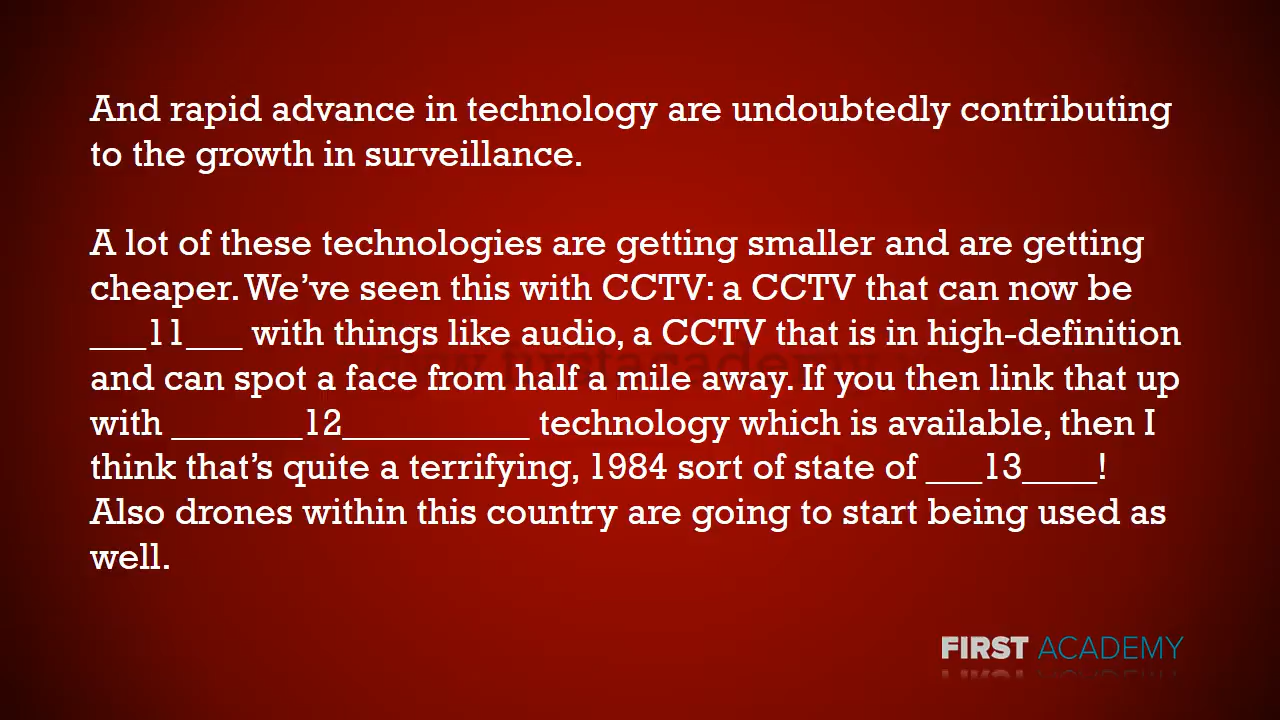 And rapid advance in technology are undoubtedly contributing
to the growth in surveillance.
A lot of these technologies are getting smaller and are getting
cheaper. We’ve seen this with CCTV: a CCTV that can now be
___11___ with things like audio, a CCTV that is in high-definition
and can spot a face from half a mile away. If you then link that up
with _______12__________ technology which is available, then I
think that’s quite a terrifying, 1984 sort of state of ___13____!
Also drones within this country are going to start being used as
well.
FIRST ACADEMY